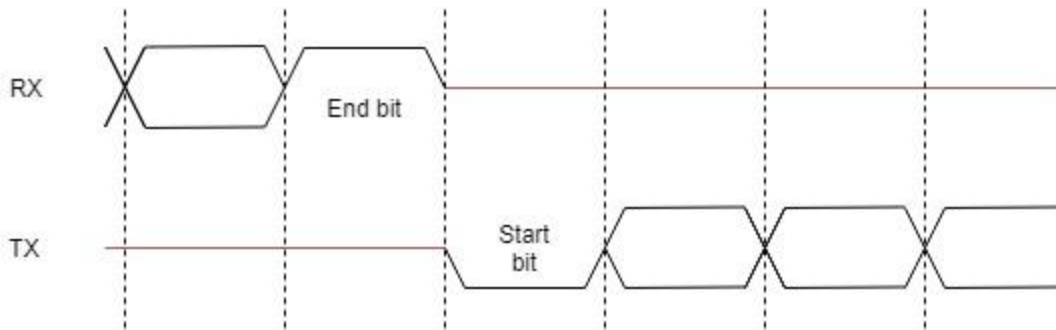 RX
End bit
TX
Start
bit